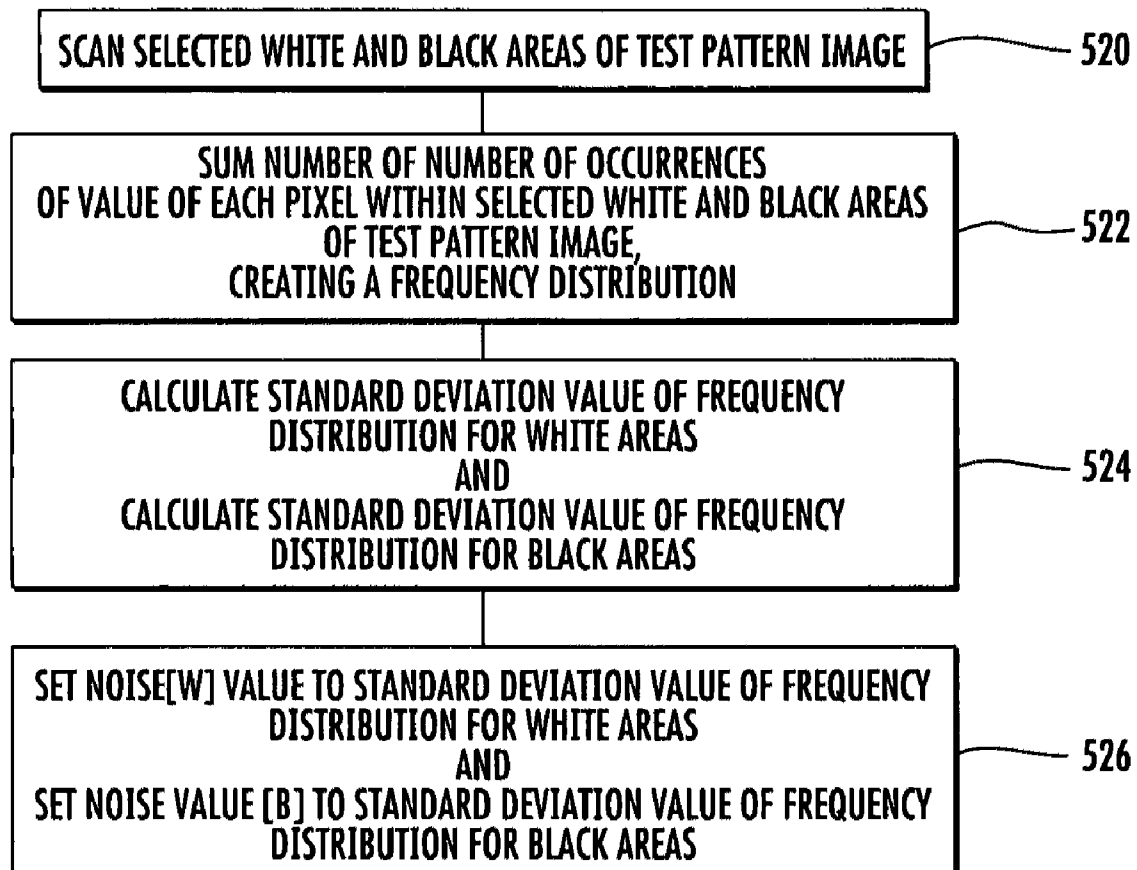 SCAN SELECTED WHITE AND BLACK AREAS OF TEST PATTERN IMAGE
520
SUM NUMBER OF NUMBER OF OCCURRENCES
OF VALUE OF EACH PIXEL WITHIN SELECTED WHITE AND BLACK AREAS
OF TEST PATTERN IMAGE,
CREATING A FREQUENCY DISTRIBUTION
522
CALCULATE STANDARD DEVIATION VALUE OF FREQUENCY
DISTRIBUTION FOR WHITE AREAS
AND
CALCULATE STANDARD DEVIATION VALUE OF FREQUENCY
DISTRIBUTION FOR BLACK AREAS
524
SET NOISE[W] VALUE TO STANDARD DEVIATION VALUE OF FREQUENCY
DISTRIBUTION FOR WHITE AREAS
AND
SET NOISE VALUE [B] TO STANDARD DEVIATION VALUE OF FREQUENCY
DISTRIBUTION FOR BLACK AREAS
526